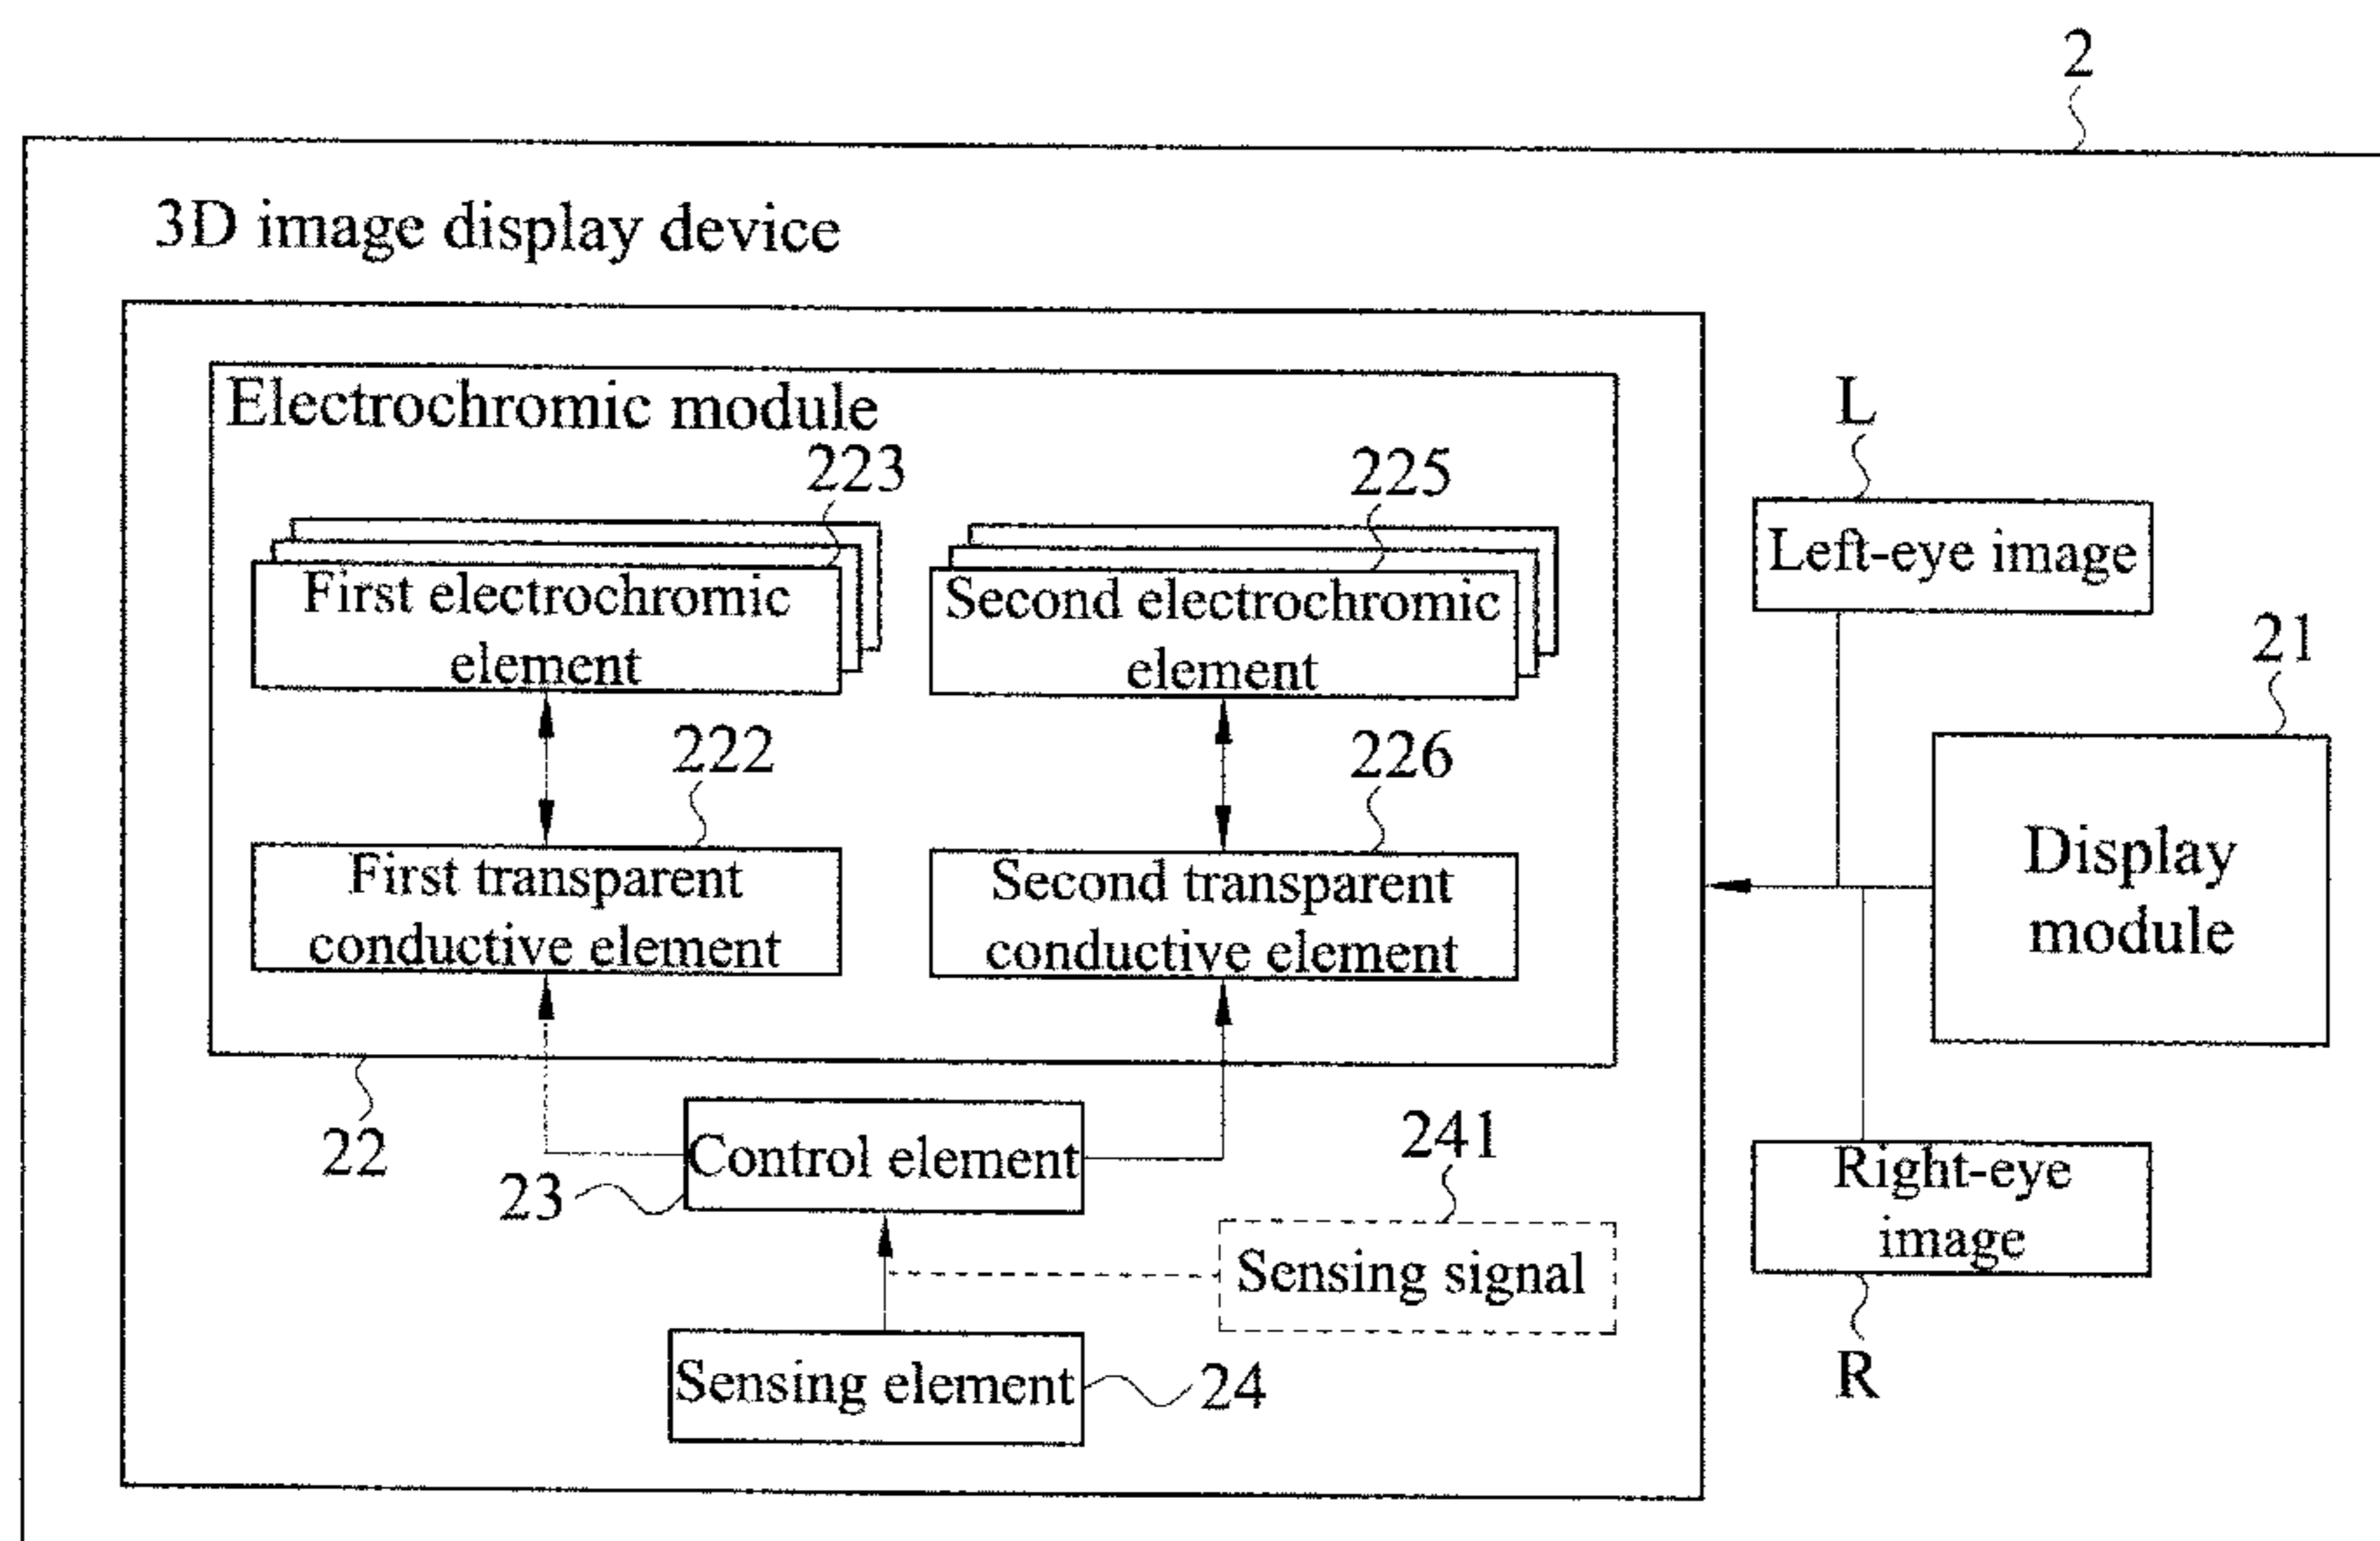 2
3D image display device
Electrochromic module
223
225
L
First electrochromic
element
Second electrochromic
element
Left-eye image
21
222
226
First transparent
conductive element
Second transparent
conductive element
Display
module
22
23
Control element
241
Sensing signal
Right-eye
image
Sensing element
24
R